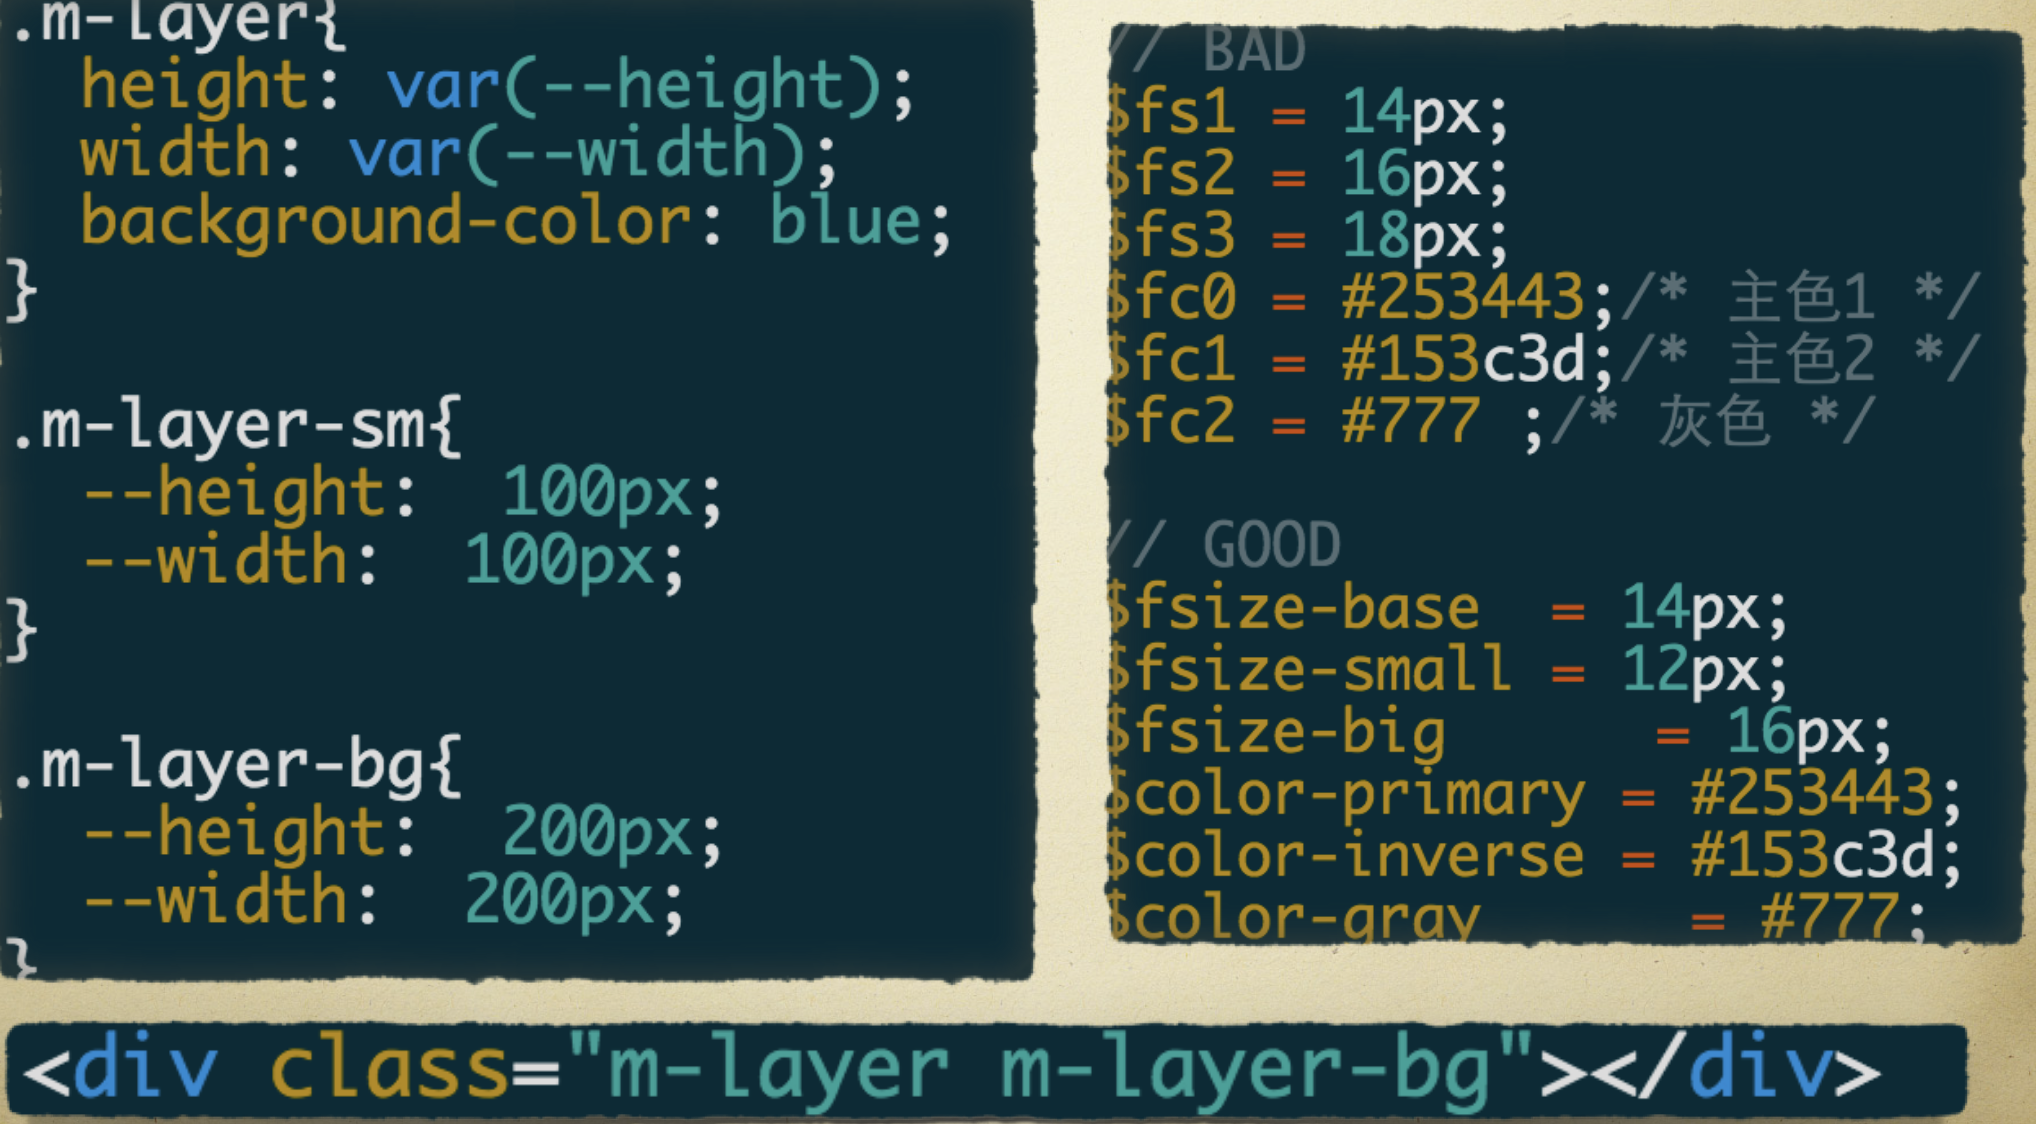 .m-layer{
height: var(--height);
width: var(--width);
background-color: blue;
}
.m-layer-sm{
--height: 100px;
--width: 100px;
}
.m-layer-bg{
--height: 200px;
--width: 200px;
}
// BAD
$fs1 = 14px;
$fs2 = 16px;
$fs3 = 18px;
$fc0 = #253443;/* 主色1 */
$fc1 = #153c3d;/* 主色2 */
$fc2 = #777 ;/* 灰色 */
// GOOD
$fsize-base = 14px;
$fsize-small = 12px;
$fsize-big = 16px;
$color-primary = #253443;
$color-inverse = #153c3d;
$color-gray = #777;
<div class="m-layer m-layer-bg"></div>